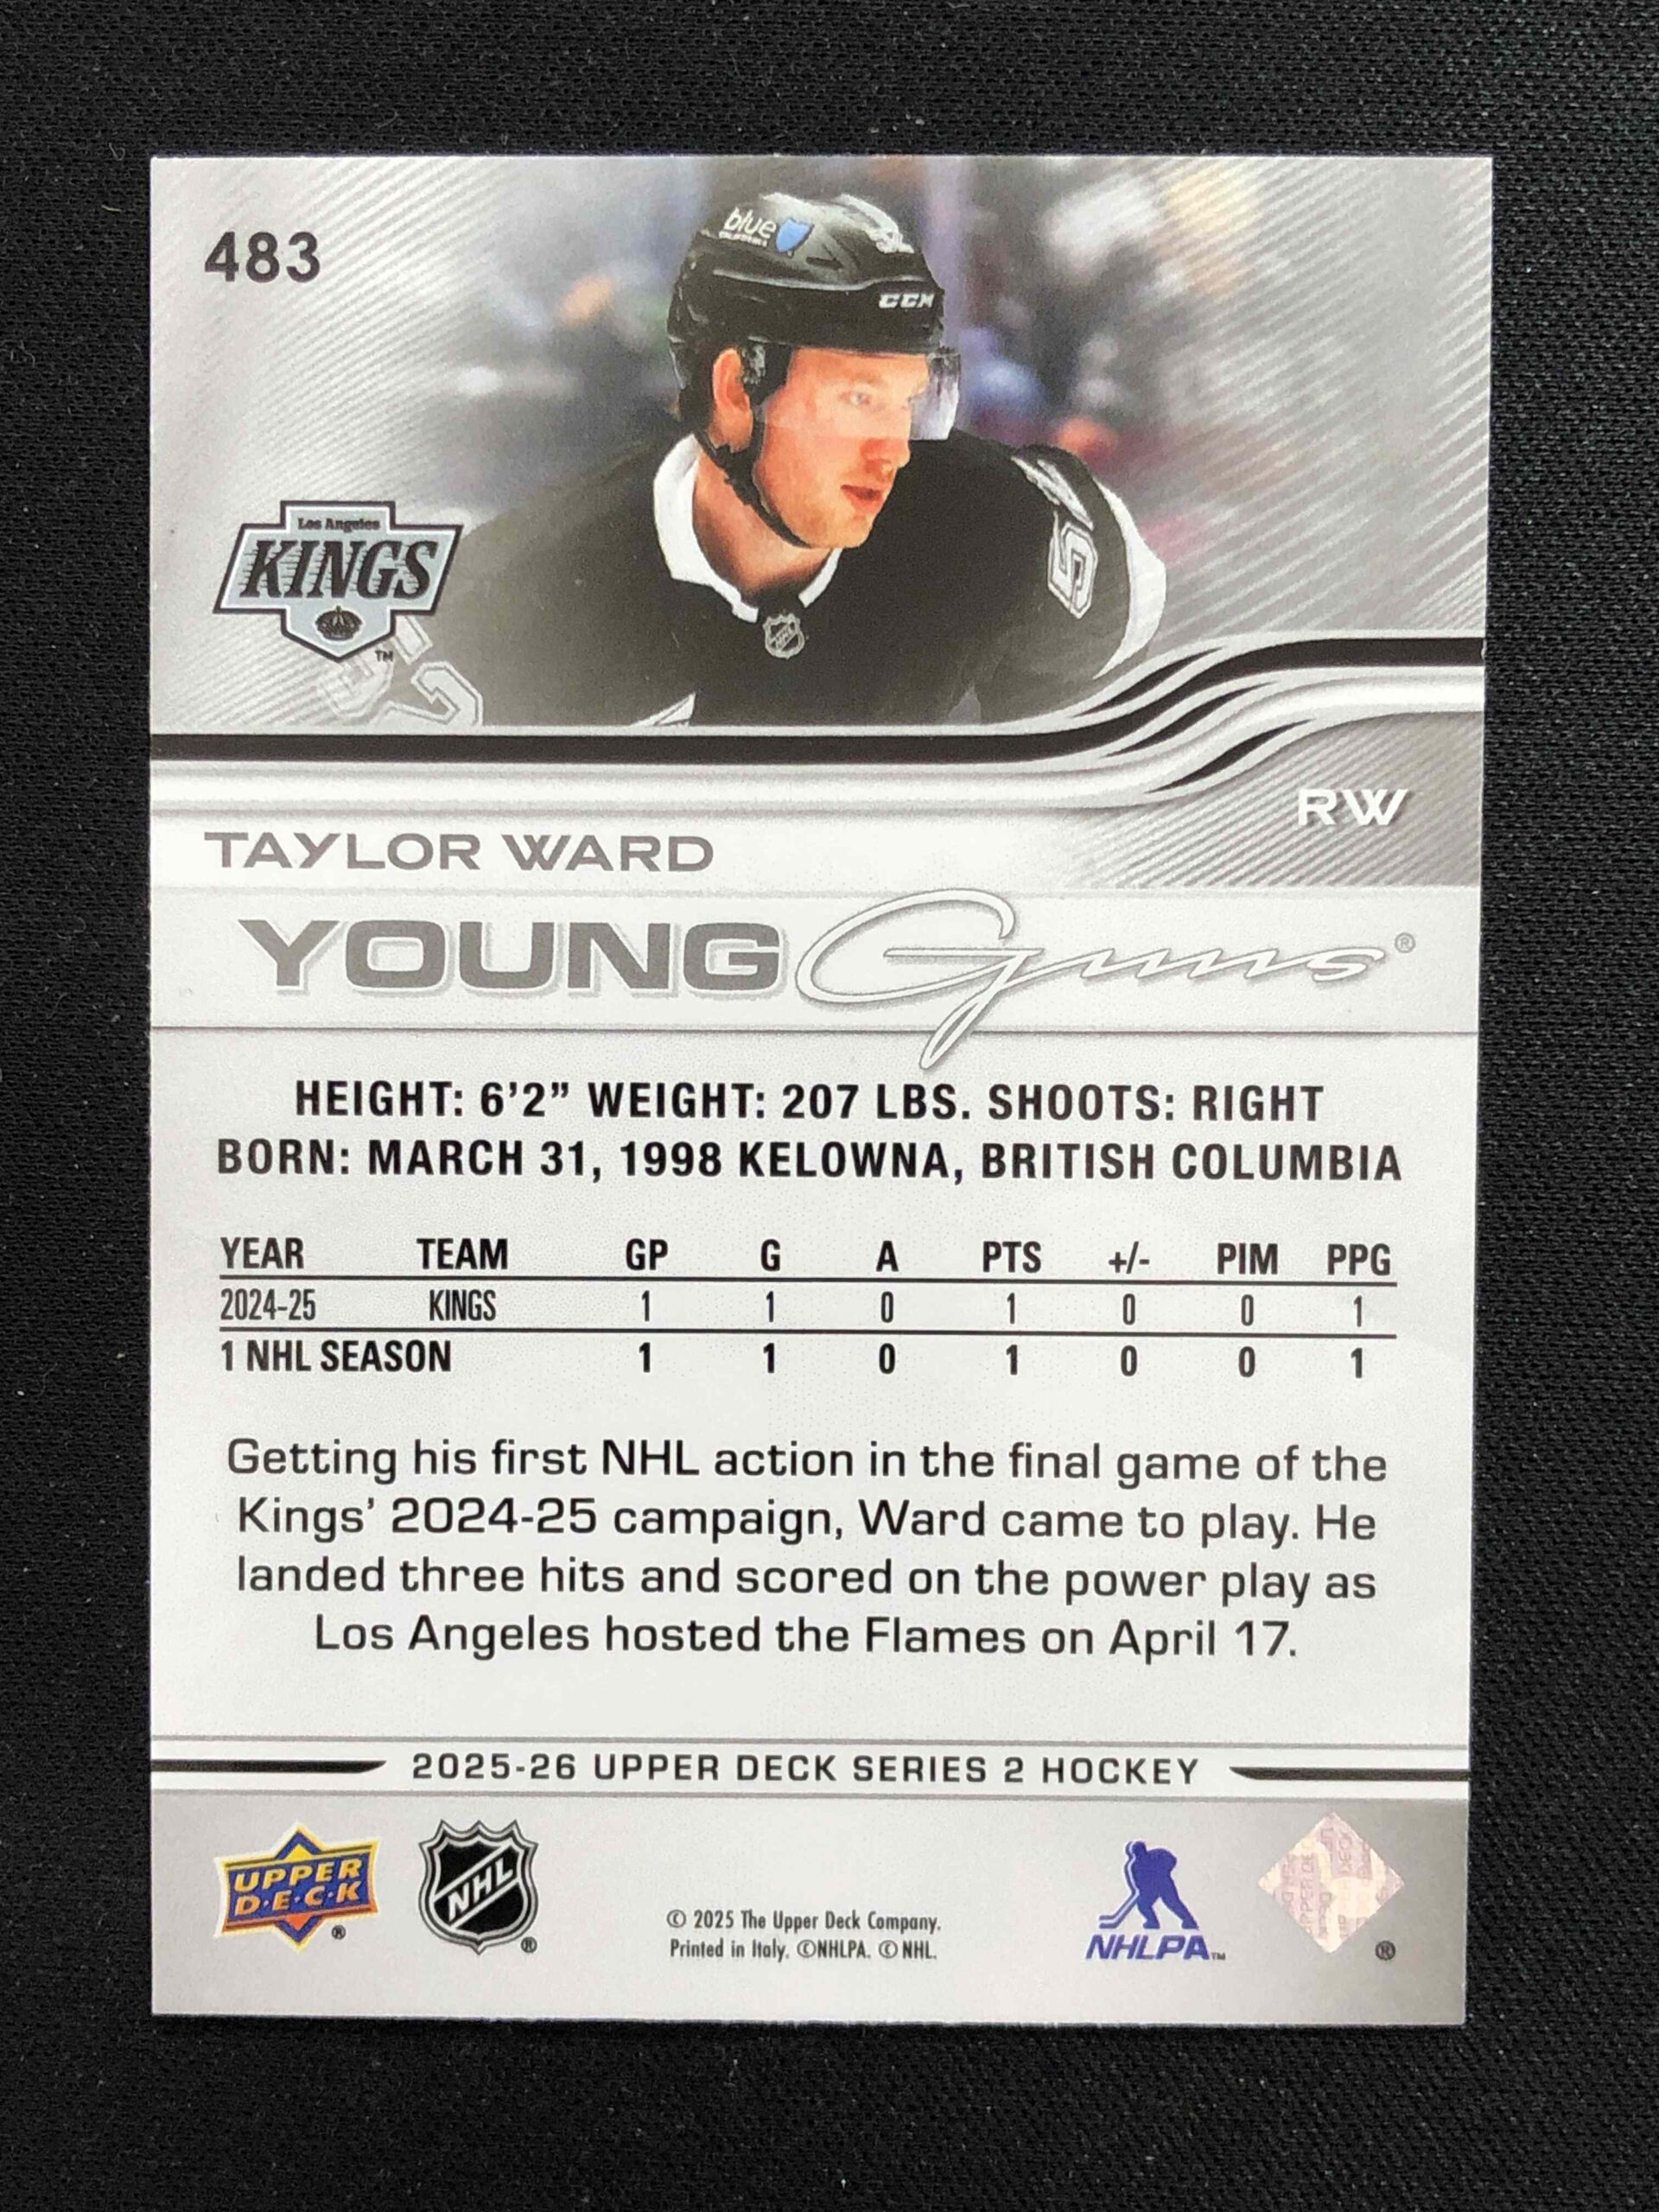 483
blue
CALIFORNIA
CCM
Los Angeles
KINGS
TM
NHL
RW
TAYLOR WARD
YOUNG Guns®
HEIGHT: 6'2" WEIGHT: 207 LBS. SHOOTS: RIGHT
BORN: MARCH 31, 1998 KELOWNA, BRITISH COLUMBIA
YEAR TEAM GP G A PTS +/- PIM PPG
2024-25 KINGS 1 1 0 1 0 0 1
1 NHL SEASON 1 1 0 1 0 0 1
Getting his first NHL action in the final game of the
Kings' 2024-25 campaign, Ward came to play. He
landed three hits and scored on the power play as
Los Angeles hosted the Flames on April 17.
2025-26 UPPER DECK SERIES 2 HOCKEY
UPPER
D·E·C·K
®
NHL
®
© 2025 The Upper Deck Company.
Printed in Italy. ©NHLPA. © NHL.
NHLPA™
®